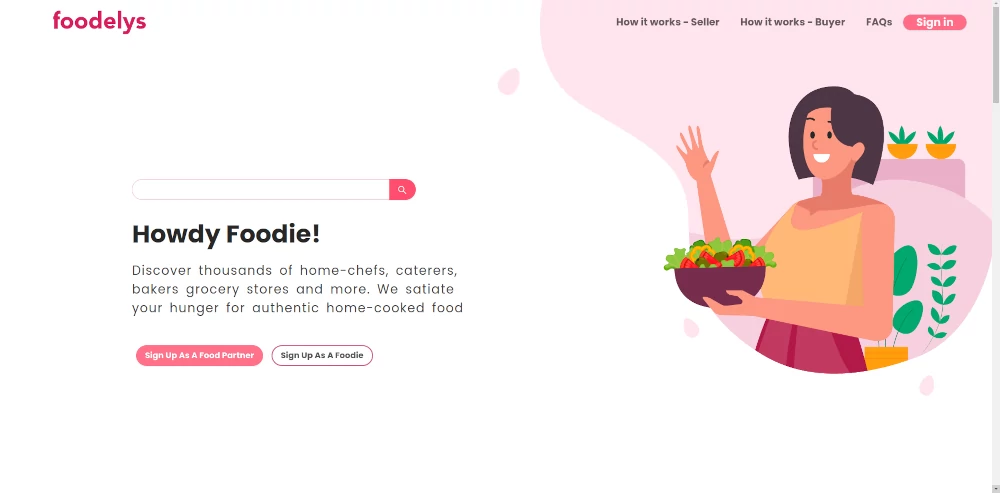 foodelys
How it works - Seller
How it works - Buyer
FAQs
Sign in
Howdy Foodie!
Discover thousands of home-chefs, caterers,
bakers grocery stores and more. We satiate
your hunger for authentic home-cooked food
Sign Up As A Food Partner
Sign Up As A Foodie